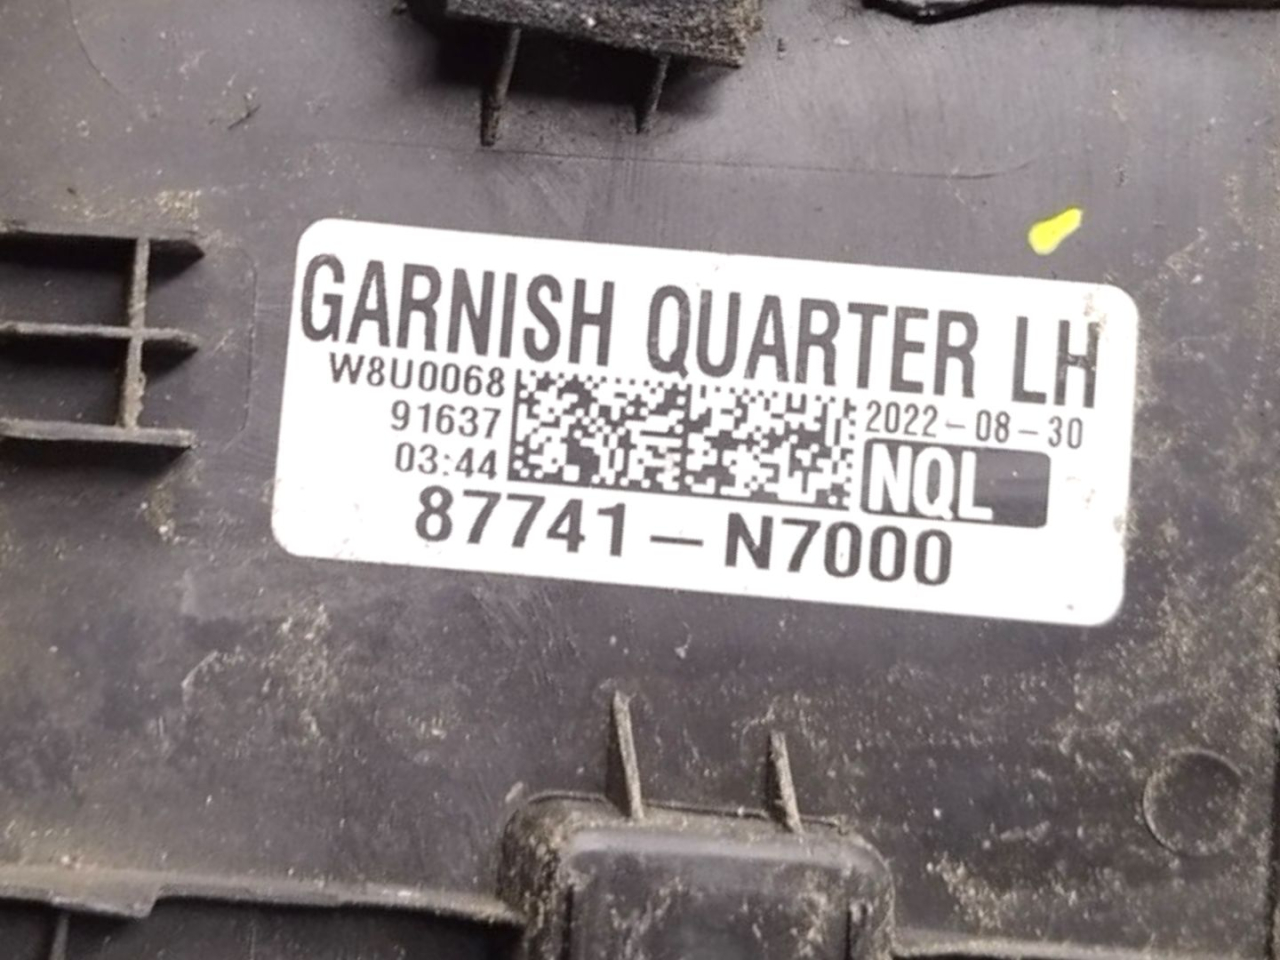 GARNISH QUARTER LH
W8U0068
91637
03:44
2022-08-30
NQL
87741-N7000